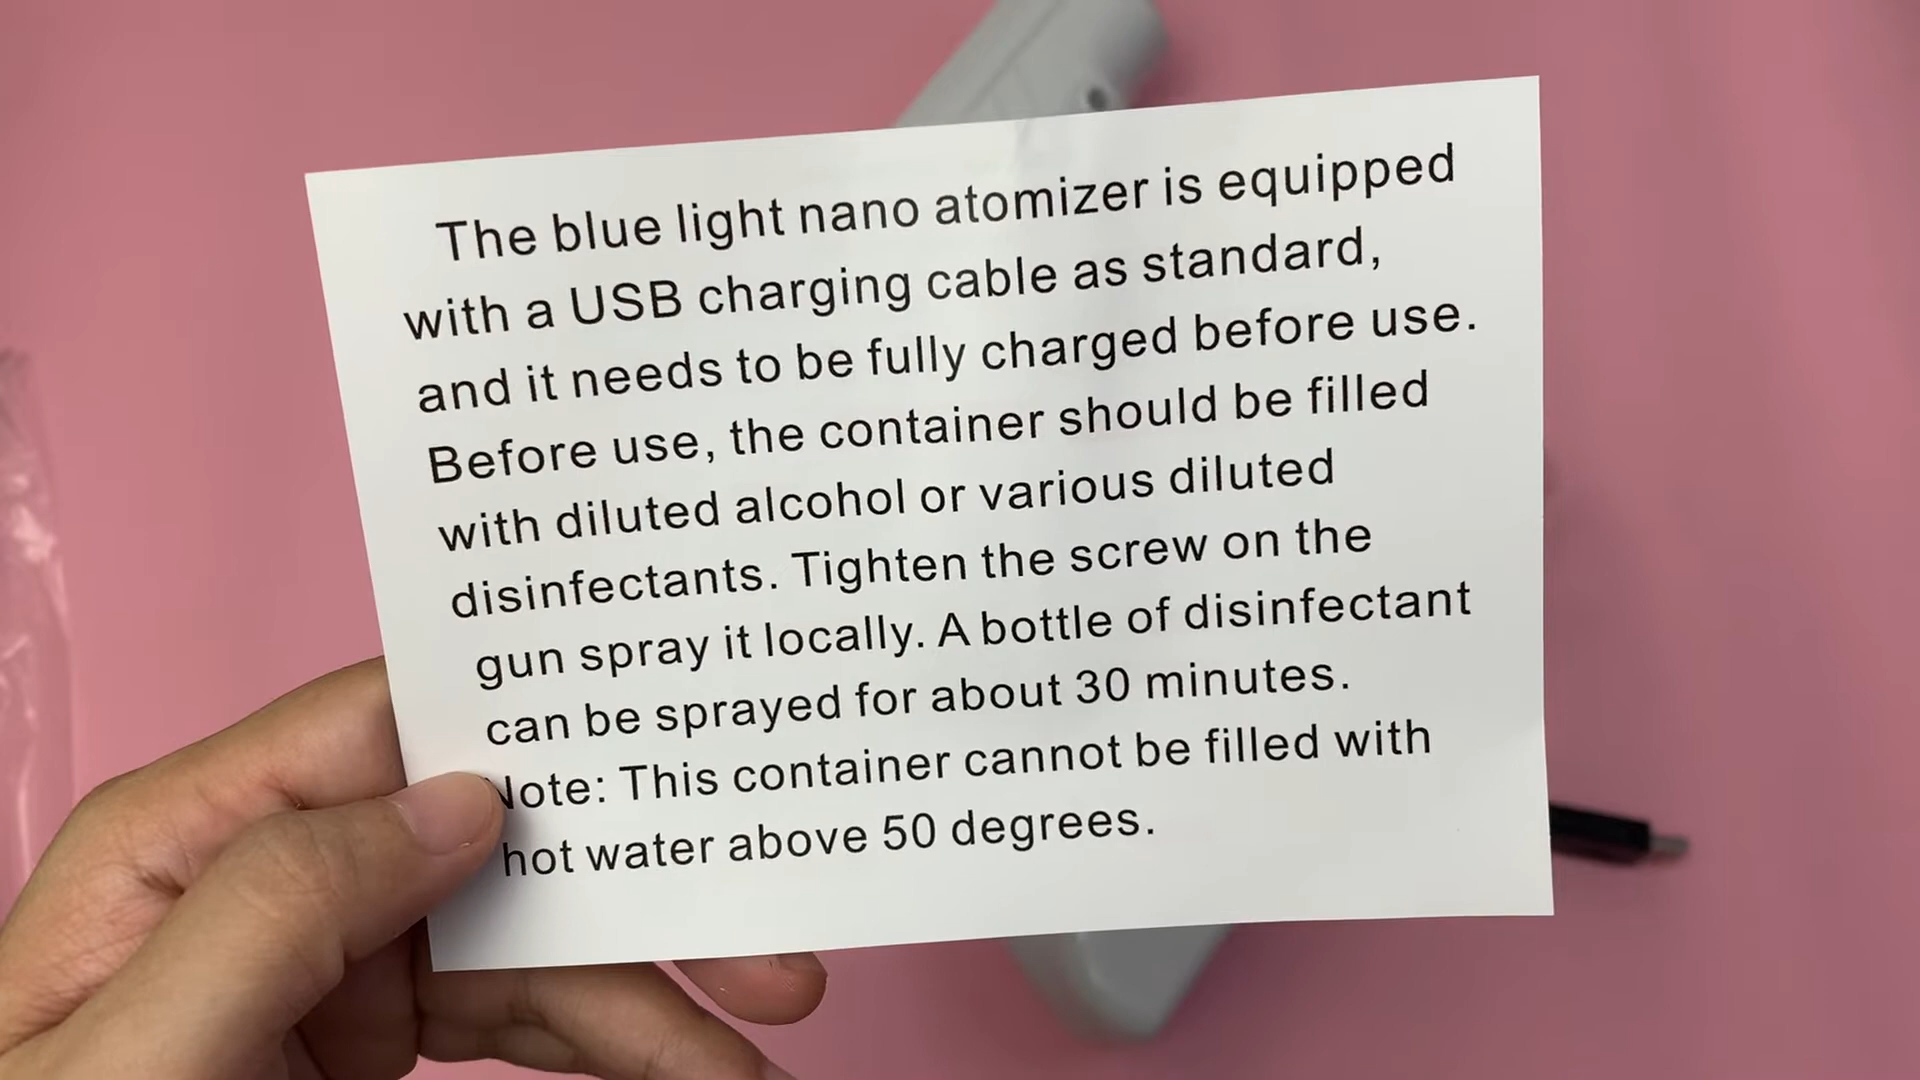 The blue light nano atomizer is equipped
with a USB charging cable as standard,
and it needs to be fully charged before use.
Before use, the container should be filled
with diluted alcohol or various diluted
disinfectants. Tighten the screw on the
gun spray it locally. A bottle of disinfectant
can be sprayed for about 30 minutes.
Note: This container cannot be filled with
hot water above 50 degrees.